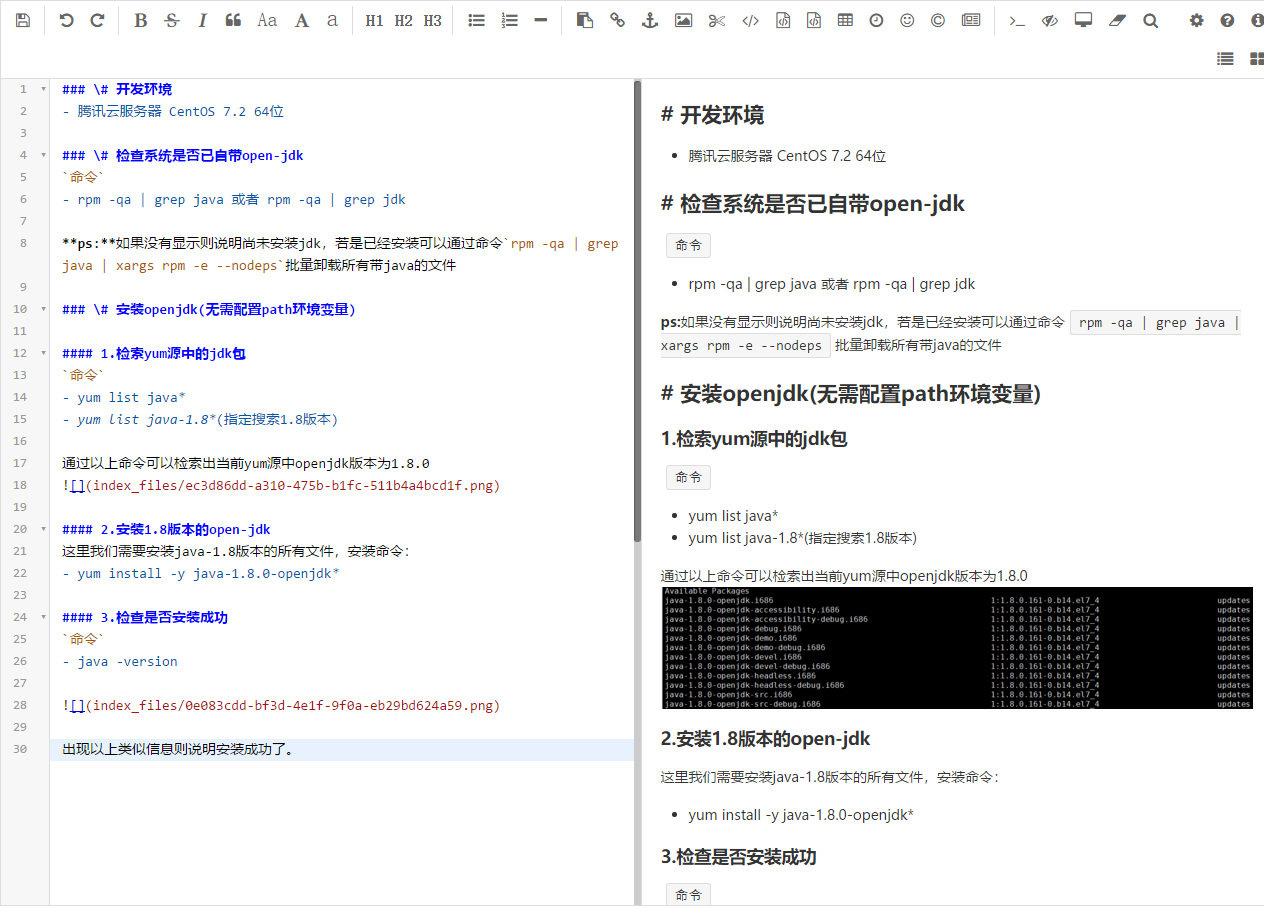 B S I Aa A a H1 H2 H3
1 ### \# 开发环境
2 - 腾讯云服务器 CentOS 7.2 64位
3
4 ### \# 检查系统是否已自带open-jdk
5 `命令`
6 - rpm -qa | grep java 或者 rpm -qa | grep jdk
7
8 **ps:**如果没有显示则说明尚未安装jdk，若是已经安装可以通过命令`rpm -qa | grep
java | xargs rpm -e --nodeps`批量卸载所有带java的文件
9
10 ### \# 安装openjdk(无需配置path环境变量)
11
12 #### 1.检索yum源中的jdk包
13 `命令`
14 - yum list java*
15 - yum list java-1.8*(指定搜索1.8版本)
16
17 通过以上命令可以检索出当前yum源中openjdk版本为1.8.0
18 ![](index_files/ec3d86dd-a310-475b-b1fc-511b4a4bcd1f.png)
19
20 #### 2.安装1.8版本的open-jdk
21 这里我们需要安装java-1.8版本的所有文件，安装命令：
22 - yum install -y java-1.8.0-openjdk*
23
24 #### 3.检查是否安装成功
25 `命令`
26 - java -version
27
28 ![](index_files/0e083cdd-bf3d-4e1f-9f0a-eb29bd624a59.png)
29
30 出现以上类似信息则说明安装成功了。
# 开发环境
• 腾讯云服务器 CentOS 7.2 64位
# 检查系统是否已自带open-jdk
命令
• rpm -qa | grep java 或者 rpm -qa | grep jdk
ps:如果没有显示则说明尚未安装jdk，若是已经安装可以通过命令 rpm -qa | grep java |
xargs rpm -e --nodeps 批量卸载所有带java的文件
# 安装openjdk(无需配置path环境变量)
1.检索yum源中的jdk包
命令
• yum list java*
• yum list java-1.8*(指定搜索1.8版本)
通过以上命令可以检索出当前yum源中openjdk版本为1.8.0
Available Packages
java-1.8.0-openjdk.i686 1:1.8.0.161-0.b14.el7_4 updates
java-1.8.0-openjdk-accessibility.i686 1:1.8.0.161-0.b14.el7_4 updates
java-1.8.0-openjdk-accessibility-debug.i686 1:1.8.0.161-0.b14.el7_4 updates
java-1.8.0-openjdk-debug.i686 1:1.8.0.161-0.b14.el7_4 updates
java-1.8.0-openjdk-demo.i686 1:1.8.0.161-0.b14.el7_4 updates
java-1.8.0-openjdk-demo-debug.i686 1:1.8.0.161-0.b14.el7_4 updates
java-1.8.0-openjdk-devel.i686 1:1.8.0.161-0.b14.el7_4 updates
java-1.8.0-openjdk-devel-debug.i686 1:1.8.0.161-0.b14.el7_4 updates
java-1.8.0-openjdk-headless.i686 1:1.8.0.161-0.b14.el7_4 updates
java-1.8.0-openjdk-headless-debug.i686 1:1.8.0.161-0.b14.el7_4 updates
java-1.8.0-openjdk-src.i686 1:1.8.0.161-0.b14.el7_4 updates
java-1.8.0-openjdk-src-debug.i686 1:1.8.0.161-0.b14.el7_4 updates
2.安装1.8版本的open-jdk
这里我们需要安装java-1.8版本的所有文件，安装命令：
• yum install -y java-1.8.0-openjdk*
3.检查是否安装成功
命令